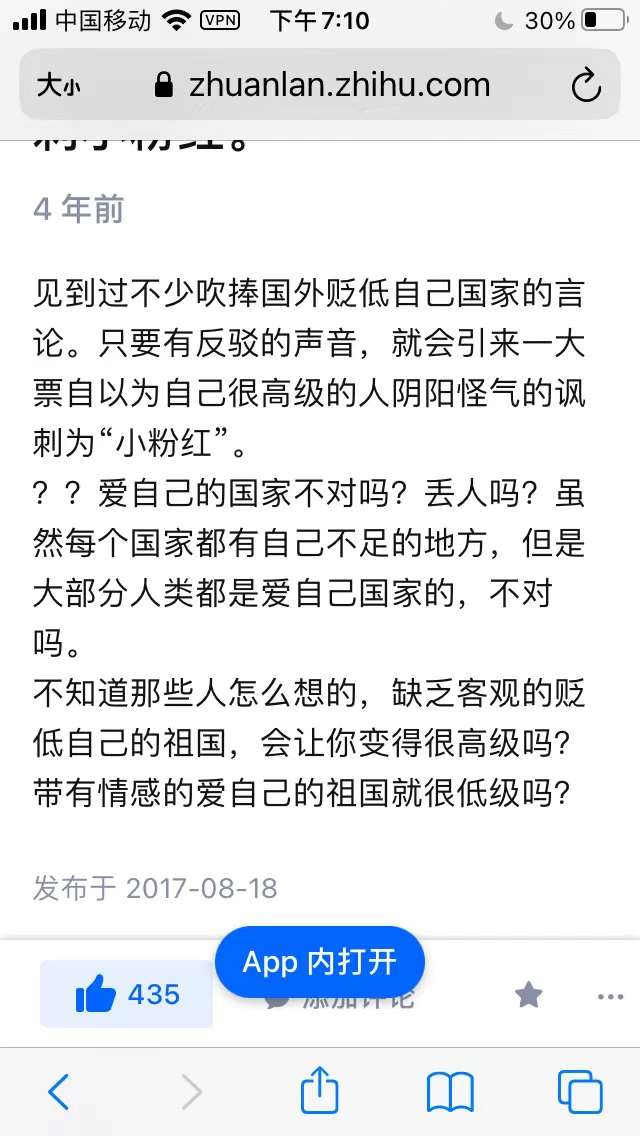 中国移动 VPN 下午7:10 30%
大小 zhuanlan.zhihu.com
刺小粉红。
4 年前
见到过不少吹捧国外贬低自己国家的言
论。只要有反驳的声音，就会引来一大
票自以为自己很高级的人阴阳怪气的讽
刺为“小粉红”。
？？爱自己的国家不对吗？丢人吗？虽
然每个国家都有自己不足的地方，但是
大部分人类都是爱自己国家的，不对
吗。
不知道那些人怎么想的，缺乏客观的贬
低自己的祖国，会让你变得很高级吗？
带有情感的爱自己的祖国就很低级吗？
发布于 2017-08-18
App 内打开
435 添加评论